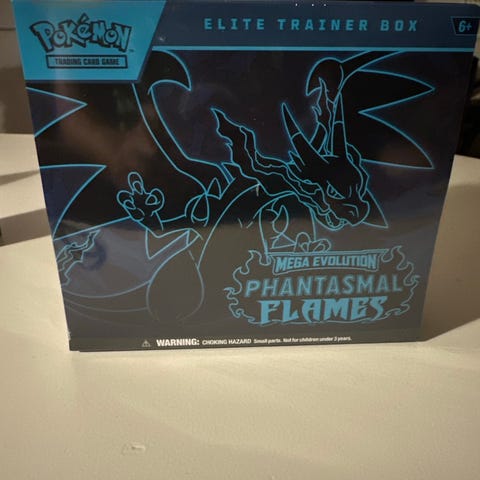 Pokémon
TRADING CARD GAME
ELITE TRAINER BOX
6+
MEGA EVOLUTION
PHANTASMAL
FLAMES
⚠ WARNING: CHOKING HAZARD Small parts. Not for children under 3 years.